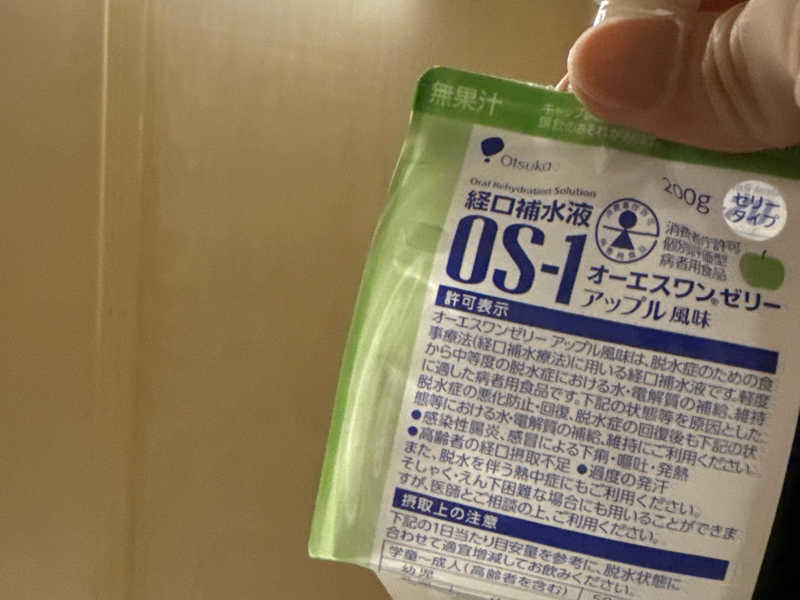 無果汁
Otsuka
200g
ゼリー
タイプ
Oral Rehydration Solution
経口補水液
OS-1
消費者庁許可
個別評価型
病者用食品
オーエスワン®ゼリー
アップル風味
許可表示
オーエスワンゼリー アップル風味は、脱水症のための食
事療法(経口補水療法)に用いる経口補水液です。軽度
から中等度の脱水症における水・電解質の補給、維持
に適した病者用食品です。下記の状態等を原因とした
脱水症の悪化防止・回復、脱水症の回復後も下記の状
態等における水・電解質の補給、維持にご利用ください。
●感染性腸炎、感冒による下痢・嘔吐・発熱
●高齢者の経口摂取不足 ●過度の発汗
また、脱水を伴う熱中症にもご利用ください。
そしゃく・えん下困難な場合にも用いることができま
すが、医師とご相談の上、ご利用ください。
摂取上の注意
下記の1日当たり目安量を参考に、脱水状態に
合わせて適宜増減してお飲みください。
学童〜成人(高齢者を含む)
幼児